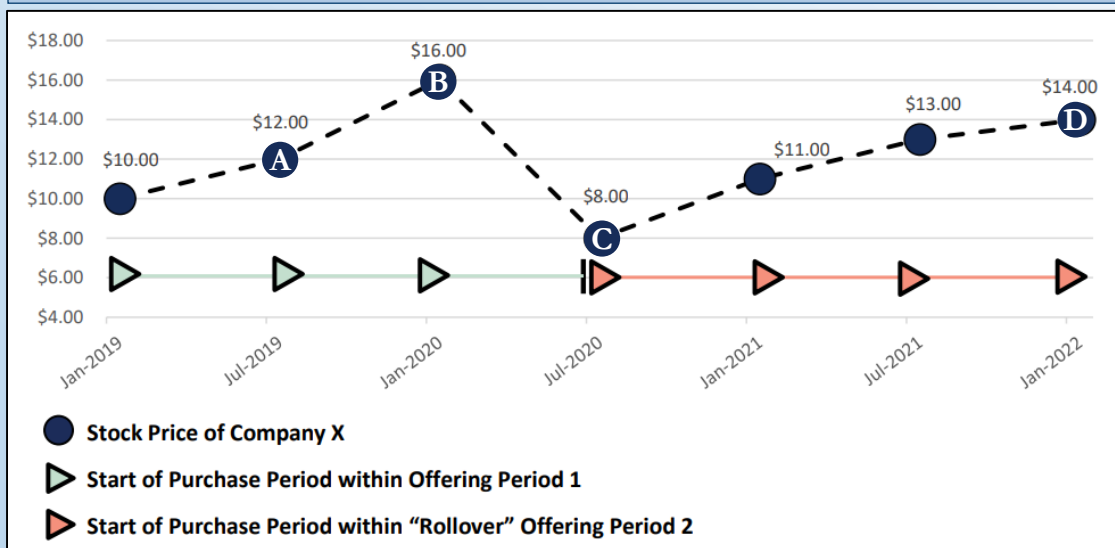 $18.00
$16.00
$14.00
$12.00
$10.00
$8.00
$6.00
$4.00
$10.00
$12.00
$16.00
$8.00
$11.00
$13.00
$14.00
A
B
C
D
Jan-2019
Jul-2019
Jan-2020
Jul-2020
Jan-2021
Jul-2021
Jan-2022
Stock Price of Company X
Start of Purchase Period within Offering Period 1
Start of Purchase Period within “Rollover” Offering Period 2